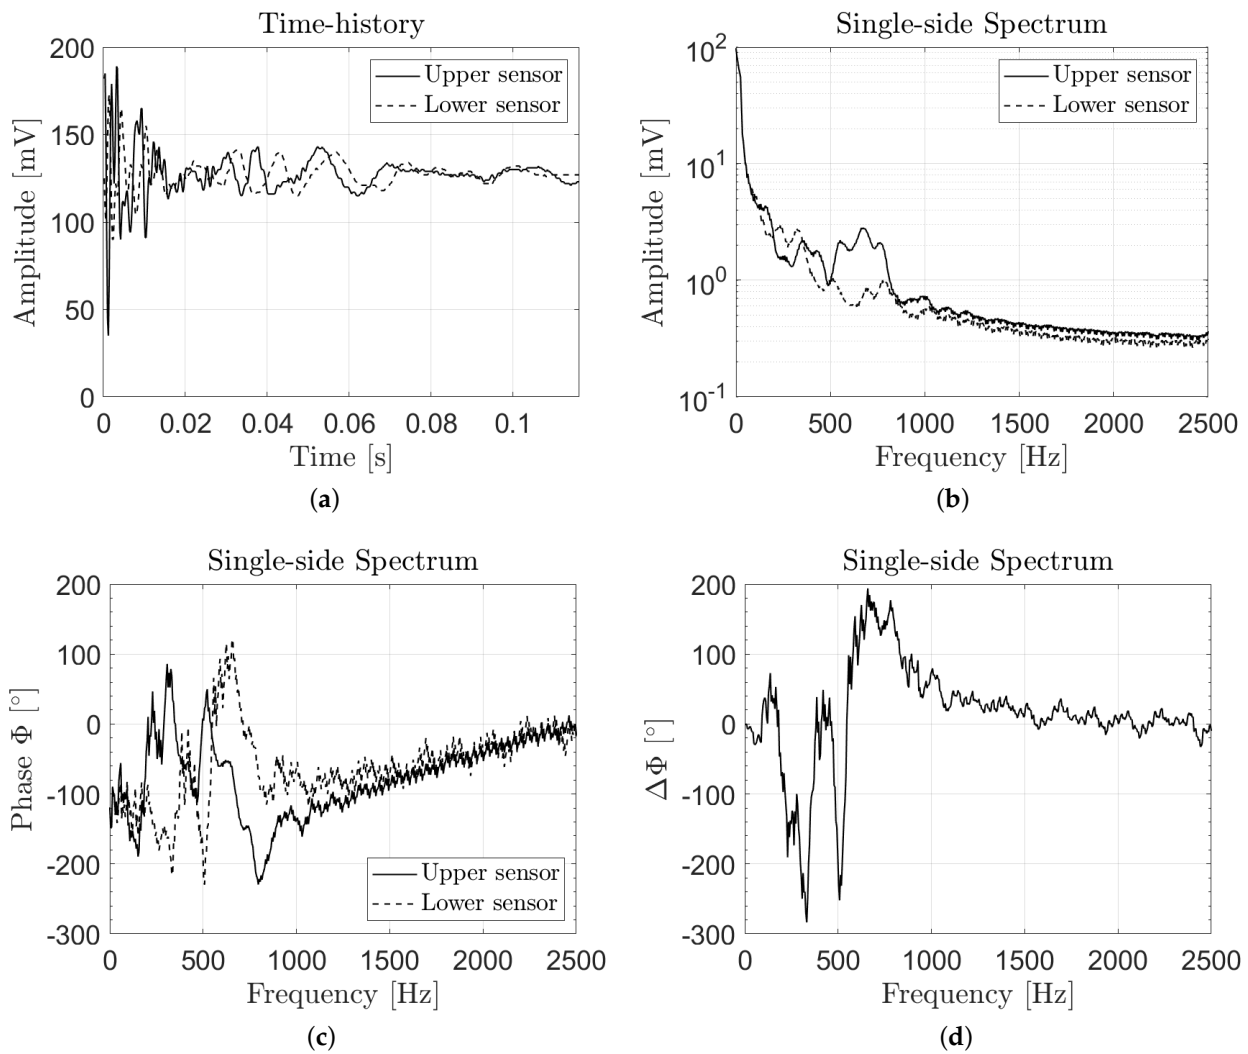 Time-history
Amplitude [mV]
200
150
100
50
0
0 0.02 0.04 0.06 0.08 0.1
Time [s]
Upper sensor
Lower sensor
(a)
Single-side Spectrum
Amplitude [mV]
10^2
10^1
10^0
10^-1
0 500 1000 1500 2000 2500
Frequency [Hz]
Upper sensor
Lower sensor
(b)
Single-side Spectrum
Phase Φ [°]
200
100
0
-100
-200
-300
0 500 1000 1500 2000 2500
Frequency [Hz]
Upper sensor
Lower sensor
(c)
Single-side Spectrum
ΔΦ [°]
200
100
0
-100
-200
-300
0 500 1000 1500 2000 2500
Frequency [Hz]
(d)